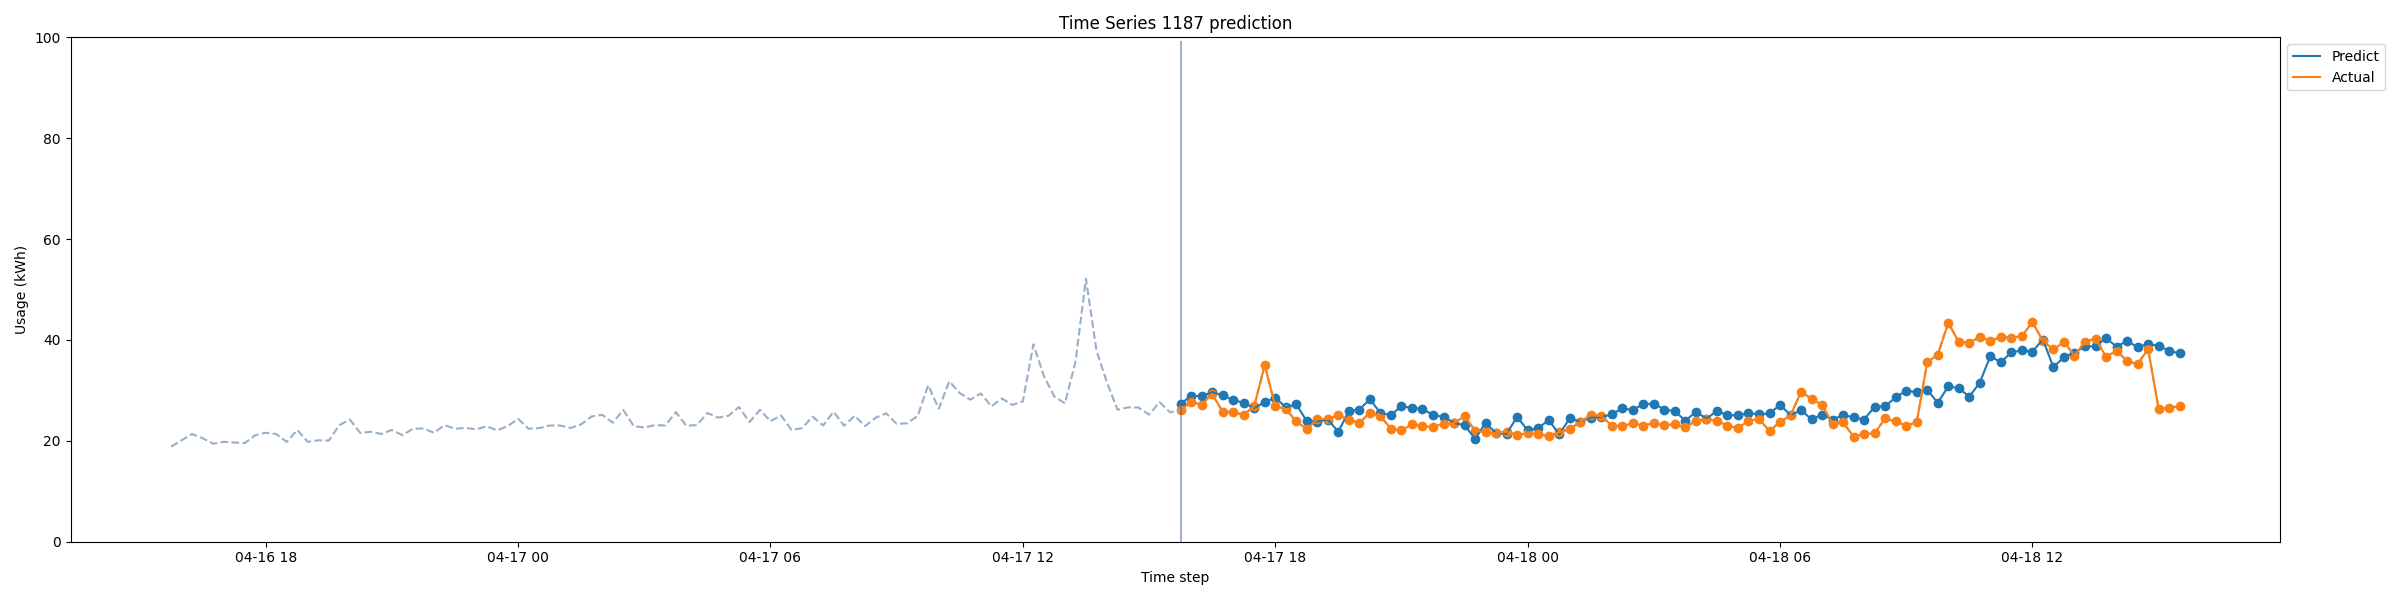 Time Series 1187 prediction
100
80
60
40
20
0
Usage (kWh)
04-16 18
04-17 00
04-17 06
04-17 12
04-17 18
04-18 00
04-18 06
04-18 12
Time step
Predict
Actual